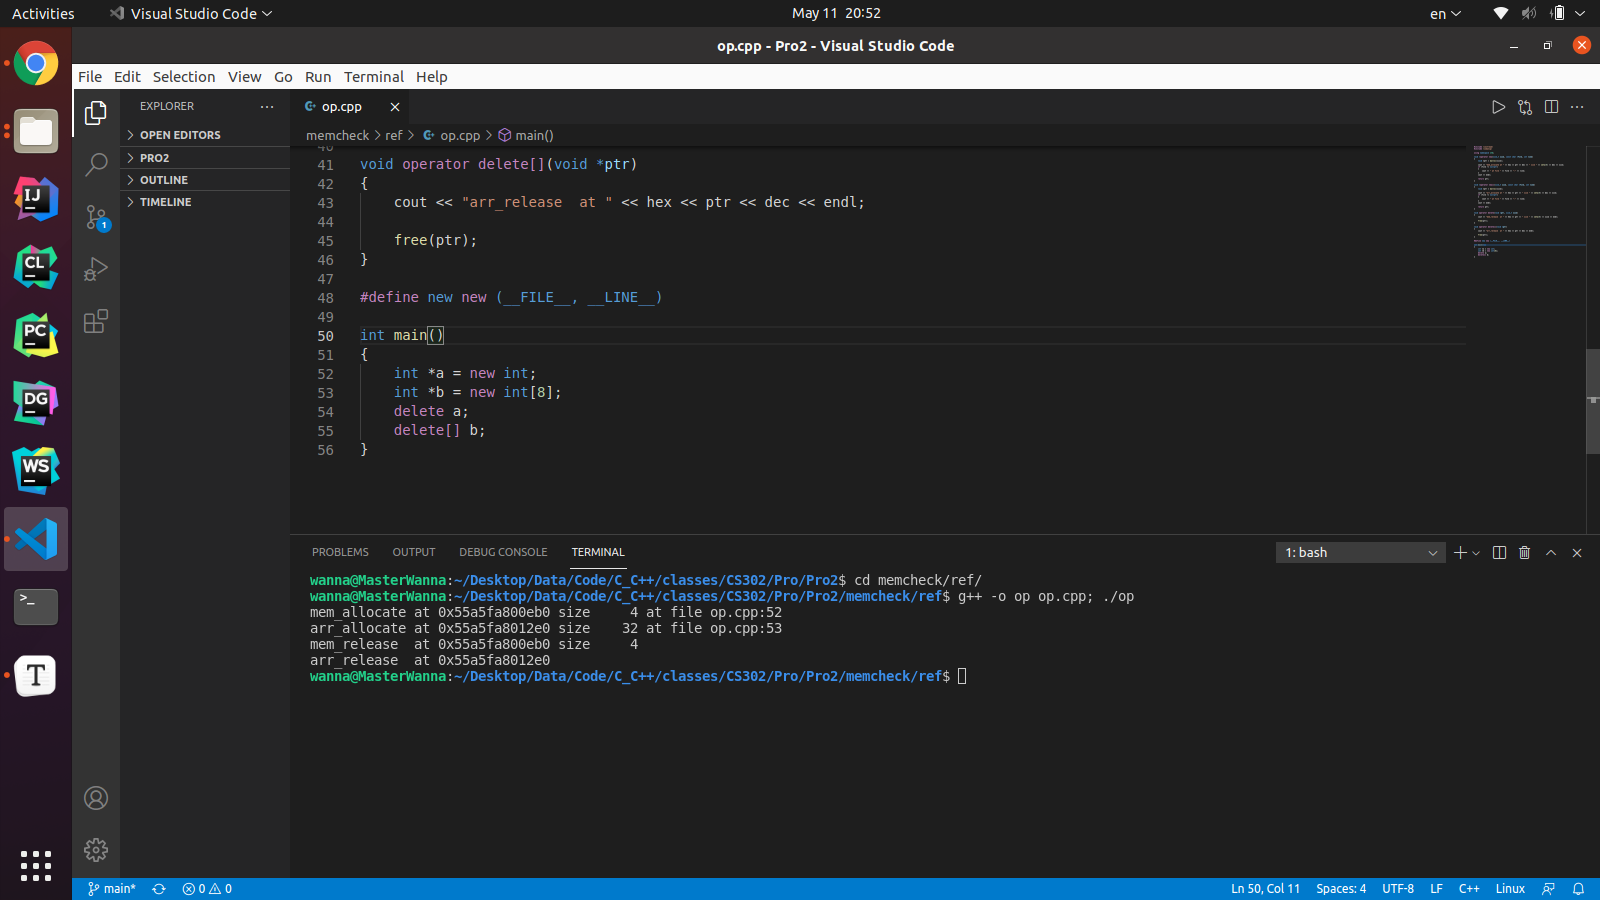 Activities
Visual Studio Code
May 11 20:52
en
op.cpp - Pro2 - Visual Studio Code
File Edit Selection View Go Run Terminal Help
EXPLORER
OPEN EDITORS
PRO2
OUTLINE
TIMELINE
1
IJ
CL
PC
DG
WS
>_
T
op.cpp
memcheck > ref > op.cpp > main()
40
41 void operator delete[](void *ptr)
42 {
43 cout << "arr_release  at " << hex << ptr << dec << endl;
44
45 free(ptr);
46 }
47
48 #define new new (__FILE__, __LINE__)
49
50 int main()
51 {
52 int *a = new int;
53 int *b = new int[8];
54 delete a;
55 delete[] b;
56 }
PROBLEMS OUTPUT DEBUG CONSOLE TERMINAL
1: bash
wanna@MasterWanna:~/Desktop/Data/Code/C_C++/classes/CS302/Pro/Pro2$ cd memcheck/ref/
wanna@MasterWanna:~/Desktop/Data/Code/C_C++/classes/CS302/Pro/Pro2/memcheck/ref$ g++ -o op op.cpp; ./op
mem_allocate at 0x55a5fa800eb0 size     4 at file op.cpp:52
arr_allocate at 0x55a5fa8012e0 size    32 at file op.cpp:53
mem_release  at 0x55a5fa800eb0 size     4
arr_release  at 0x55a5fa8012e0
wanna@MasterWanna:~/Desktop/Data/Code/C_C++/classes/CS302/Pro/Pro2/memcheck/ref$
main* 0 0
Ln 50, Col 11 Spaces: 4 UTF-8 LF C++ Linux